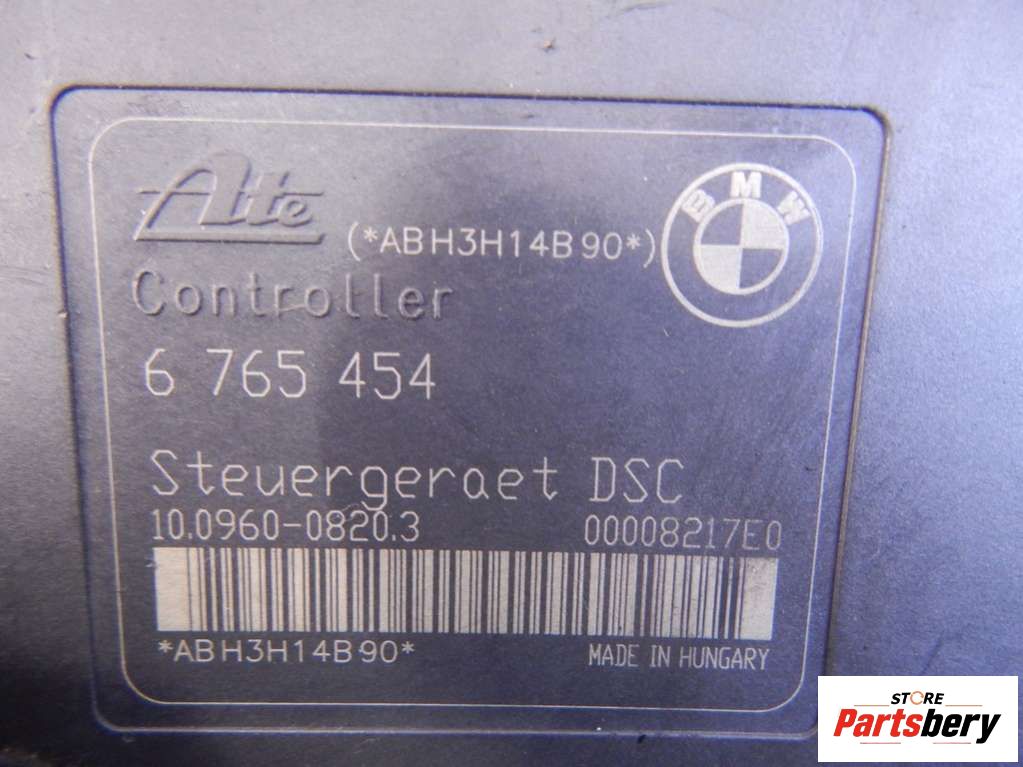 Ate
BMW
(*ABH3H14B90*)
Controller
6 765 454
Steuergeraet DSC
10.0960-0820.3 00008217E0
*ABH3H14B90*
MADE IN HUNGARY
STORE
Partsbery